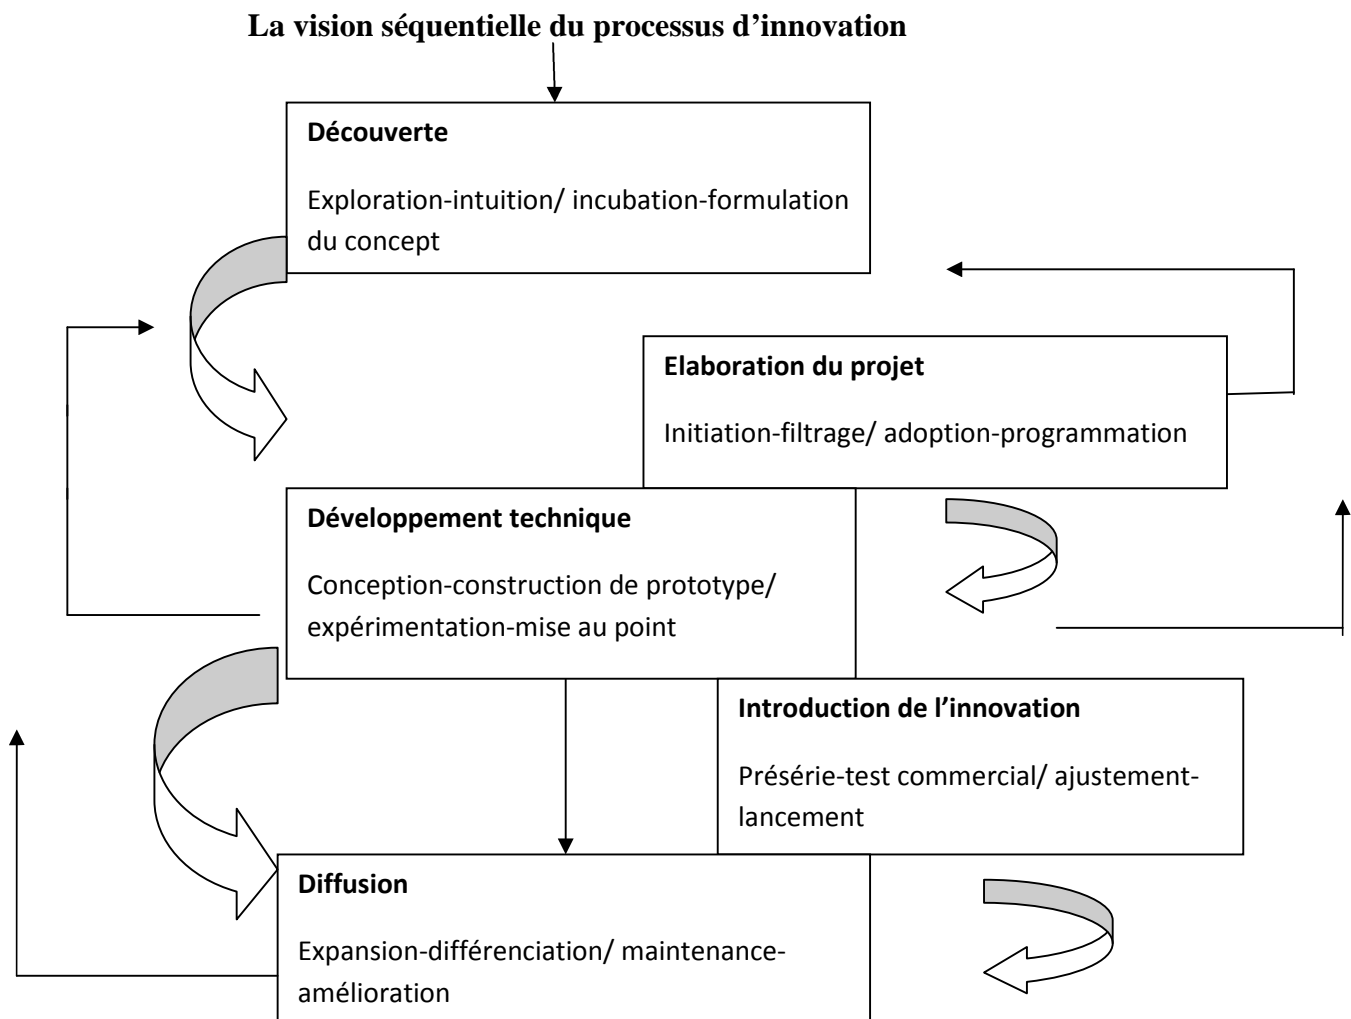 La vision séquentielle du processus d’innovation
Découverte
Exploration-intuition/ incubation-formulation
du concept
Elaboration du projet
Initiation-filtrage/ adoption-programmation
Développement technique
Conception-construction de prototype/
expérimentation-mise au point
Introduction de l’innovation
Présérie-test commercial/ ajustement-
lancement
Diffusion
Expansion-différenciation/ maintenance-
amélioration